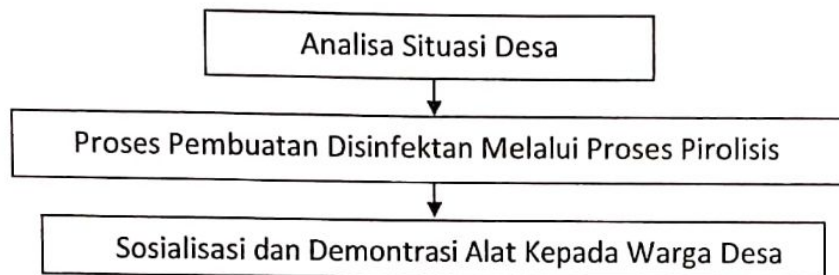 Analisa Situasi Desa
Proses Pembuatan Disinfektan Melalui Proses Pirolisis
Sosialisasi dan Demontrasi Alat Kepada Warga Desa